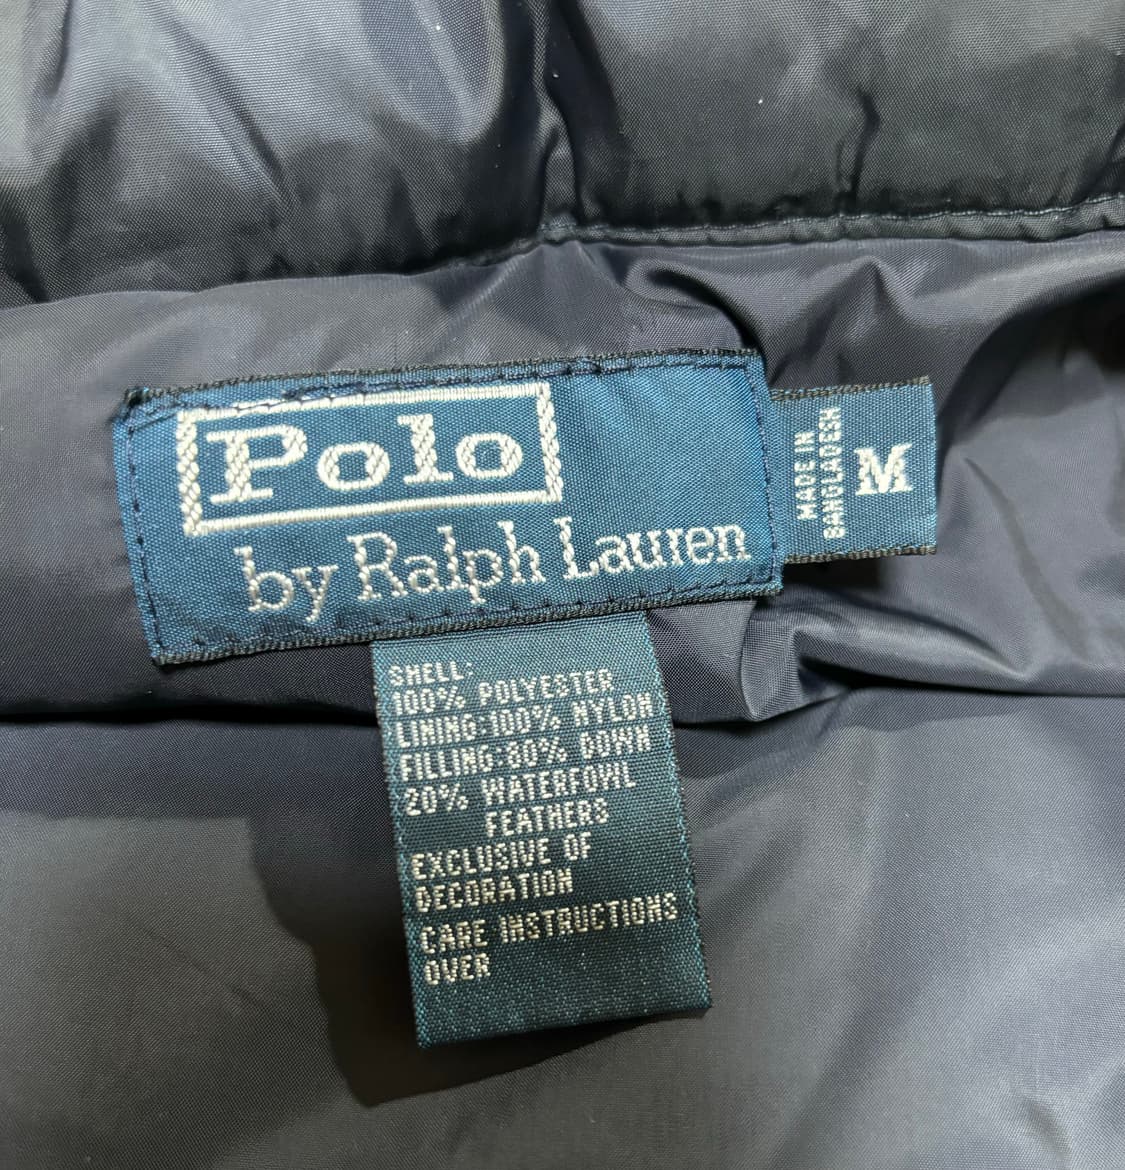 Polo
by Ralph Lauren
MADE IN
BANGLADESH
M
SHELL:
100% POLYESTER
LINING:100% NYLON
FILLING:80% DOWN
20% WATERFOWL
FEATHERS
EXCLUSIVE OF
DECORATION
CARE INSTRUCTIONS
OVER